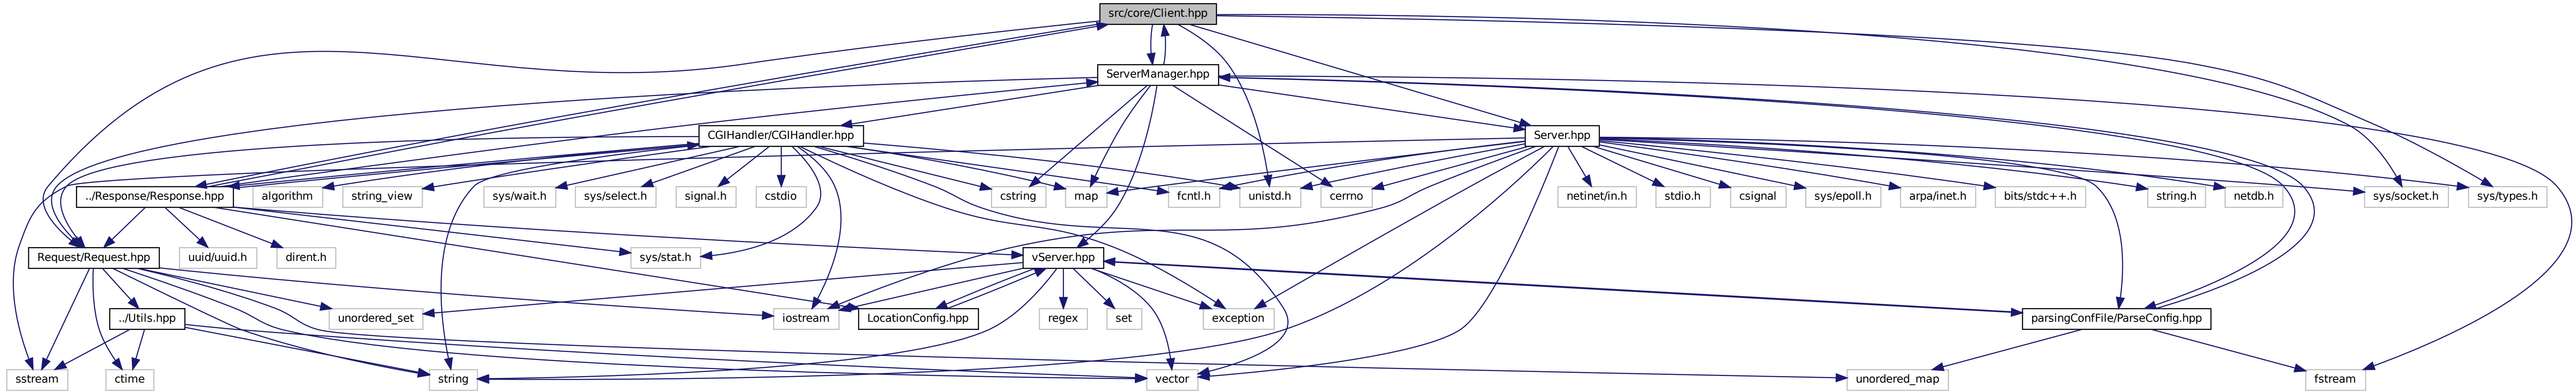 src/core/Client.hpp
ServerManager.hpp
CGIHandler/CGIHandler.hpp
Server.hpp
../Response/Response.hpp
algorithm
string_view
sys/wait.h
sys/select.h
signal.h
cstdio
cstring
map
fcntl.h
unistd.h
cerrno
netinet/in.h
stdio.h
csignal
sys/epoll.h
arpa/inet.h
bits/stdc++.h
string.h
netdb.h
sys/socket.h
sys/types.h
Request/Request.hpp
uuid/uuid.h
dirent.h
sys/stat.h
vServer.hpp
../Utils.hpp
unordered_set
iostream
LocationConfig.hpp
regex
set
exception
parsingConfFile/ParseConfig.hpp
sstream
ctime
string
vector
unordered_map
fstream